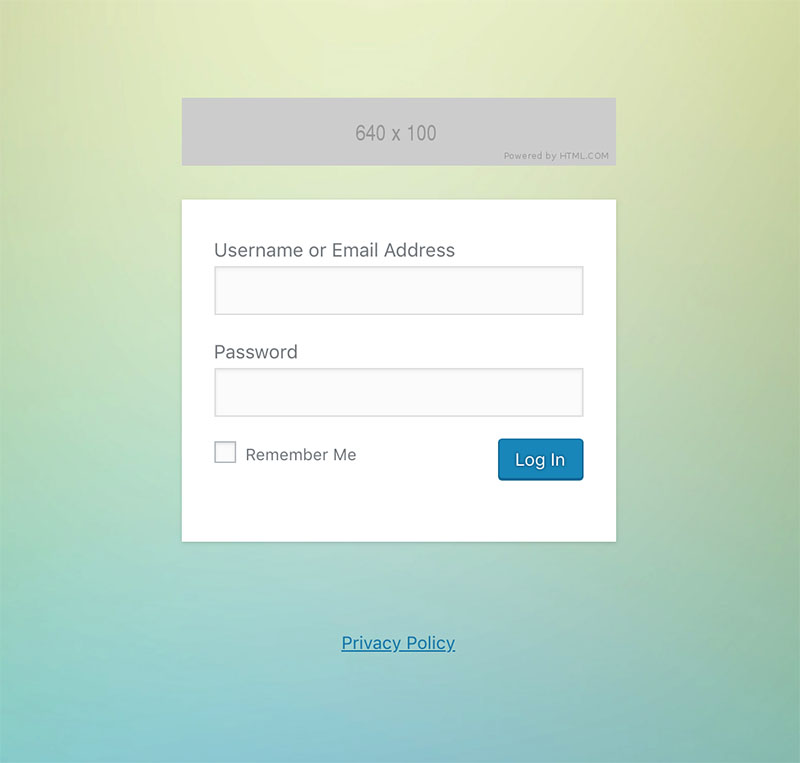 640 x 100
Powered by HTML.COM
Username or Email Address
Password
Remember Me
Log In
Privacy Policy